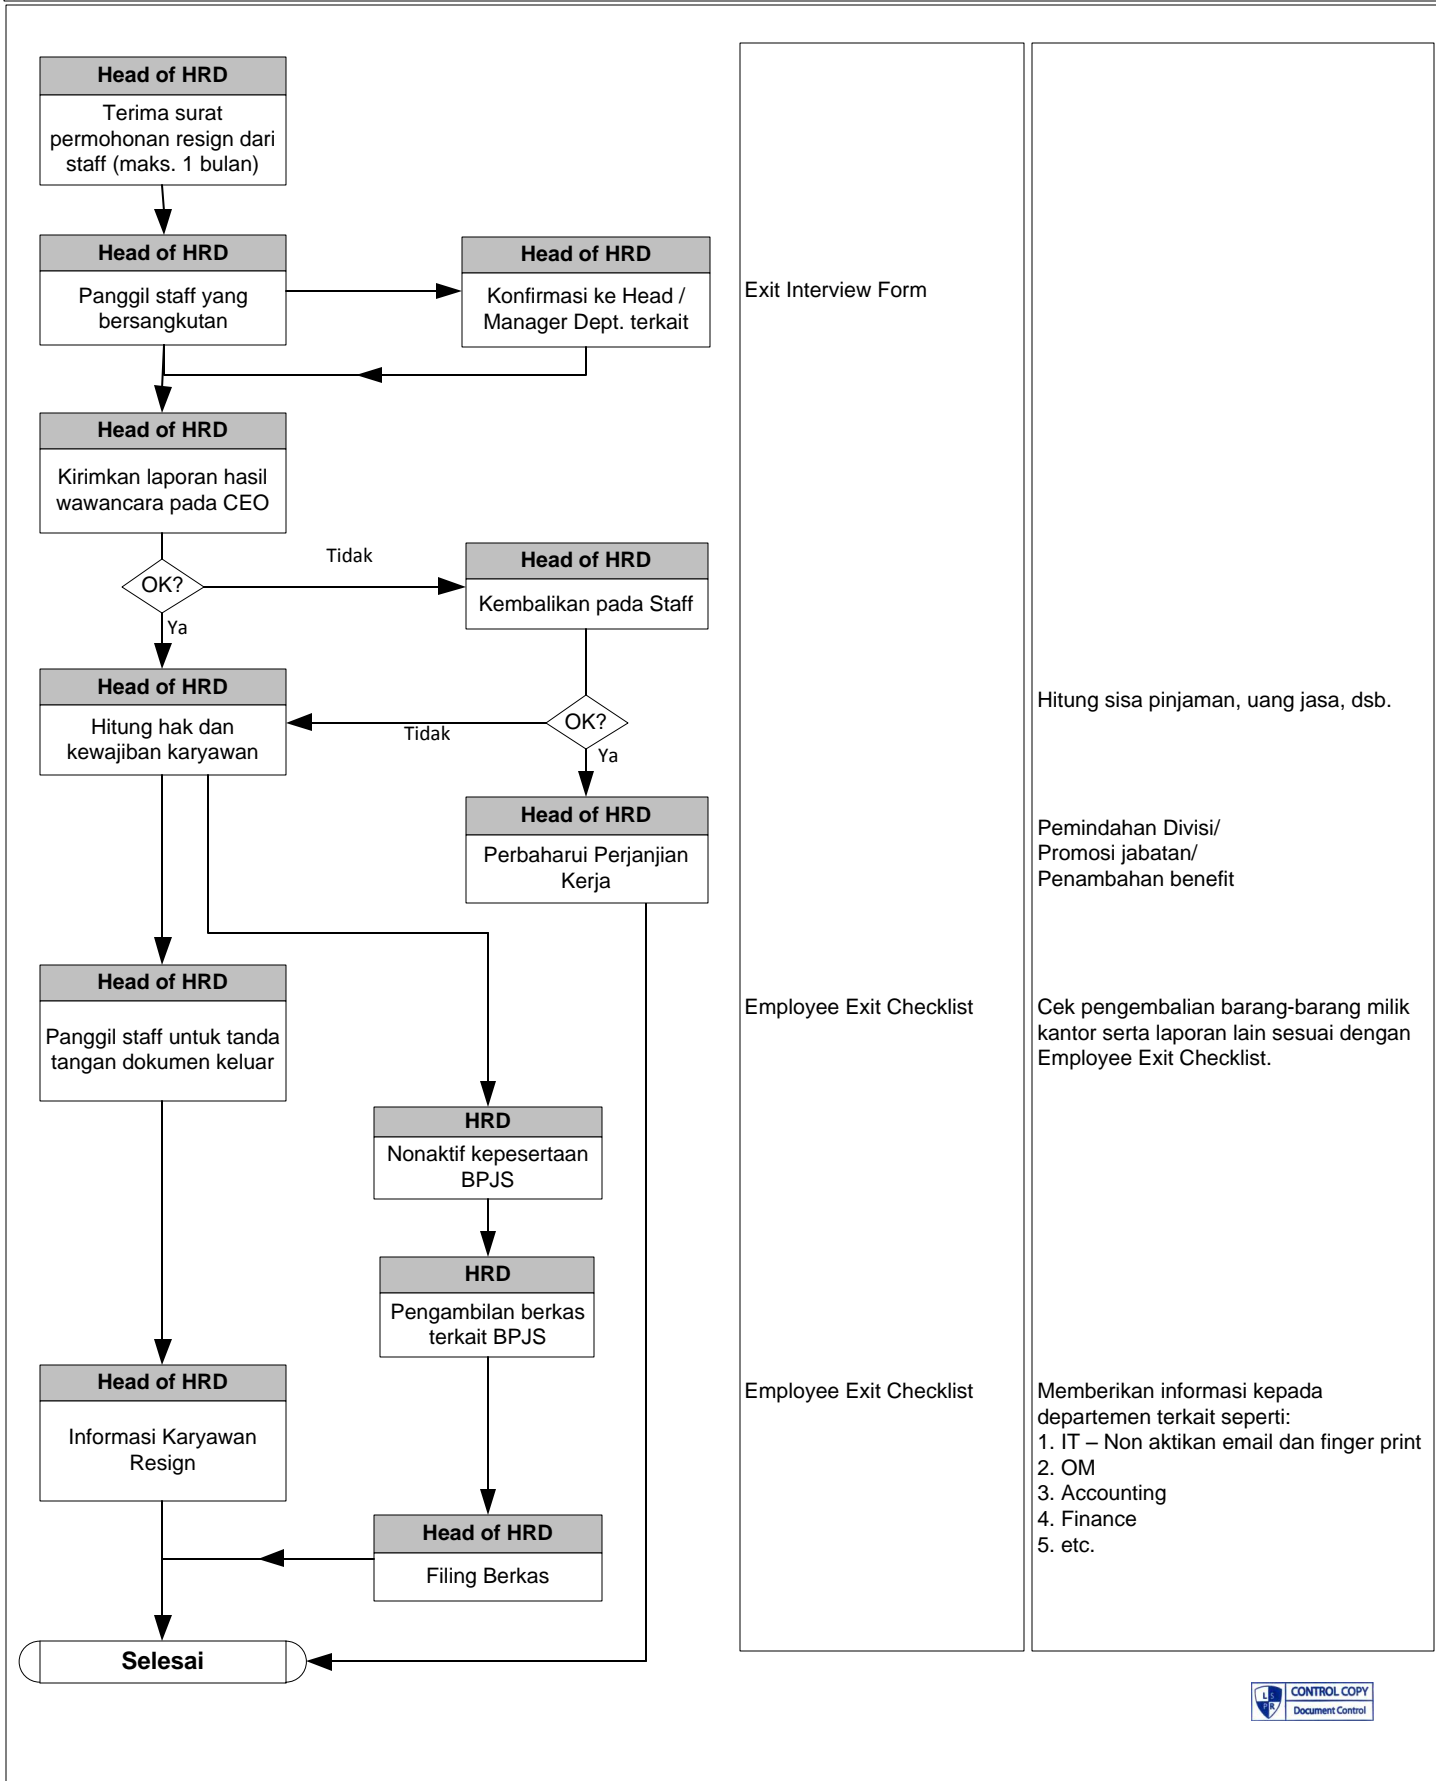 Head of HRD
Terima surat
permohonan resign dari
staff (maks. 1 bulan)
Head of HRD
Panggil staff yang
bersangkutan
Head of HRD
Konfirmasi ke Head /
Manager Dept. terkait
Exit Interview Form
Head of HRD
Kirimkan laporan hasil
wawancara pada CEO
OK?
Tidak
Ya
Head of HRD
Kembalikan pada Staff
Head of HRD
Hitung hak dan
kewajiban karyawan
OK?
Tidak
Ya
Hitung sisa pinjaman, uang jasa, dsb.
Head of HRD
Perbaharui Perjanjian
Kerja
Pemindahan Divisi/
Promosi jabatan/
Penambahan benefit
Head of HRD
Panggil staff untuk tanda
tangan dokumen keluar
Employee Exit Checklist
Cek pengembalian barang-barang milik
kantor serta laporan lain sesuai dengan
Employee Exit Checklist.
HRD
Nonaktif kepesertaan
BPJS
HRD
Pengambilan berkas
terkait BPJS
Head of HRD
Informasi Karyawan
Resign
Employee Exit Checklist
Memberikan informasi kepada
departemen terkait seperti:
1. IT – Non aktikan email dan finger print
2. OM
3. Accounting
4. Finance
5. etc.
Head of HRD
Filing Berkas
Selesai
L S
P R
CONTROL COPY
Document Control